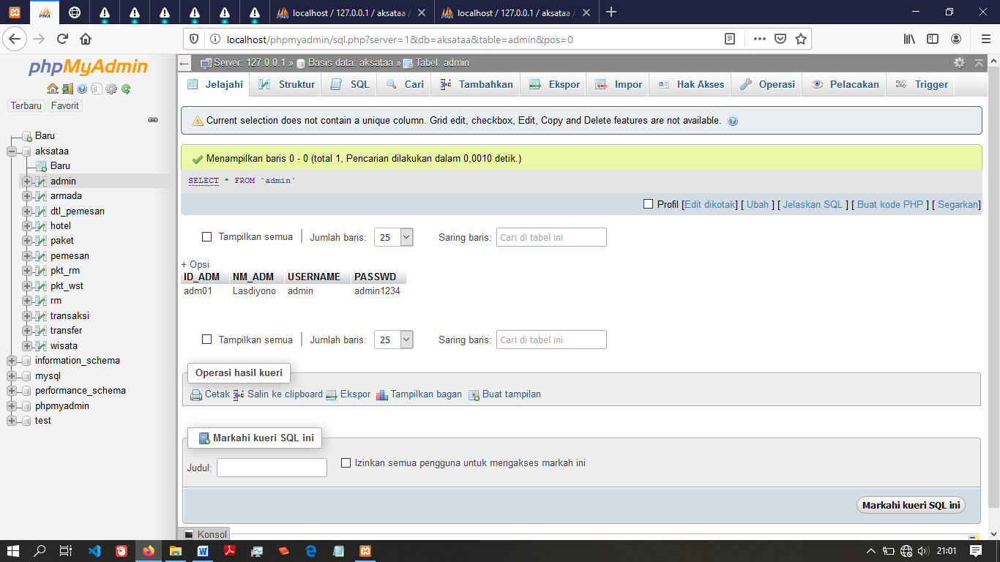 PMA
localhost / 127.0.0.1 / aksataa /
localhost / 127.0.0.1 / aksataa /
localhost/phpmyadmin/sql.php?server=1&db=aksataa&table=admin&pos=0
phpMyAdmin
Terbaru Favorit
Baru
aksataa
Baru
admin
armada
dtl_pemesan
hotel
paket
pemesan
pkt_rm
pkt_wst
rm
transaksi
transfer
wisata
information_schema
mysql
performance_schema
phpmyadmin
test
Server: 127.0.0.1 » Basis data: aksataa » Tabel: admin
Jelajahi Struktur SQL Cari Tambahkan Ekspor Impor Hak Akses Operasi Pelacakan Trigger
Current selection does not contain a unique column. Grid edit, checkbox, Edit, Copy and Delete features are not available.
Menampilkan baris 0 - 0 (total 1, Pencarian dilakukan dalam 0,0010 detik.)
SELECT * FROM `admin`
Profil [Edit dikotak] [ Ubah ] [ Jelaskan SQL ] [ Buat kode PHP ] [ Segarkan]
Tampilkan semua | Jumlah baris: 25 Saring baris: Cari di tabel ini
+ Opsi
ID_ADM NM_ADM USERNAME PASSWD
adm01 Lasdiyono admin admin1234
Tampilkan semua | Jumlah baris: 25 Saring baris: Cari di tabel ini
Operasi hasil kueri
Cetak Salin ke clipboard Ekspor Tampilkan bagan Buat tampilan
Markahi kueri SQL ini
Judul: Izinkan semua pengguna untuk mengakses markah ini
Markahi kueri SQL ini
Konsol
21:01